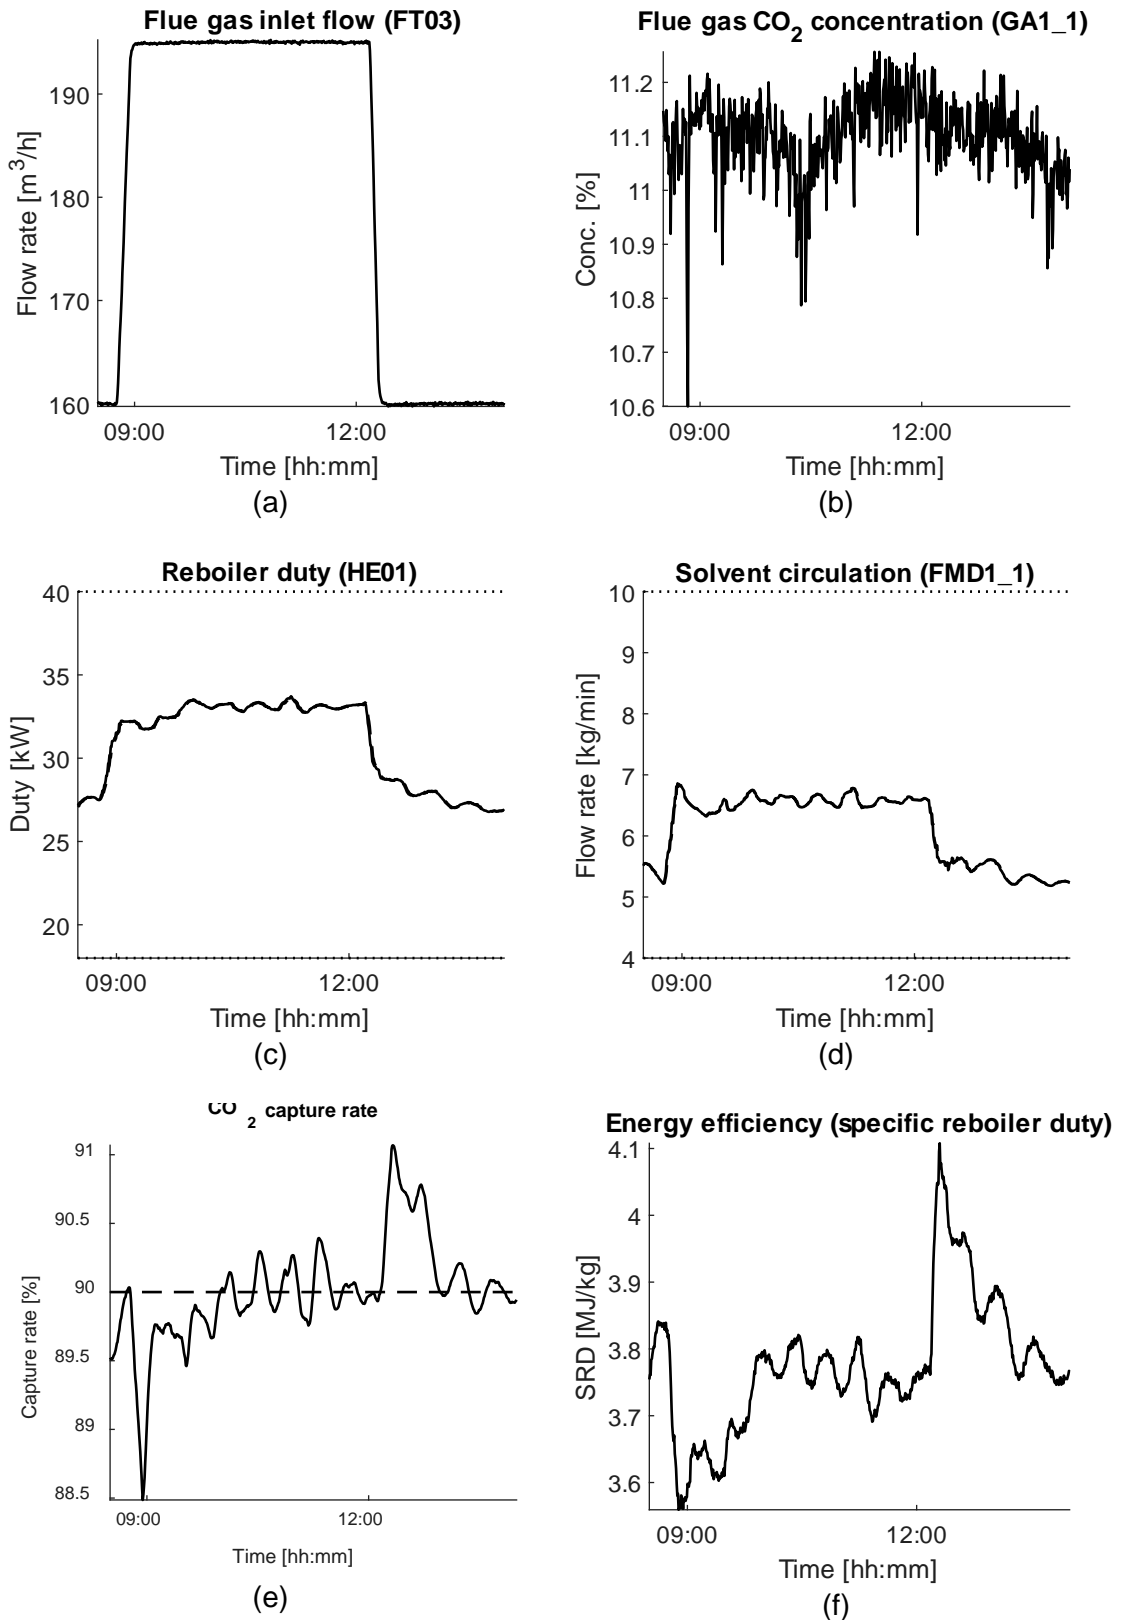 Flue gas inlet flow (FT03)
190
180
170
160
Flow rate [m3/h]
09:00
12:00
Time [hh:mm]
(a)
Flue gas CO2 concentration (GA1_1)
11.2
11.1
11
10.9
10.8
10.7
10.6
Conc. [%]
09:00
12:00
Time [hh:mm]
(b)
Reboiler duty (HE01)
40
35
30
25
20
Duty [kW]
09:00
12:00
Time [hh:mm]
(c)
Solvent circulation (FMD1_1)
10
9
8
7
6
5
4
Flow rate [kg/min]
09:00
12:00
Time [hh:mm]
(d)
CO 2 capture rate
91
90.5
90
89.5
89
88.5
Capture rate [%]
09:00
12:00
Time [hh:mm]
(e)
Energy efficiency (specific reboiler duty)
4.1
4
3.9
3.8
3.7
3.6
SRD [MJ/kg]
09:00
12:00
Time [hh:mm]
(f)